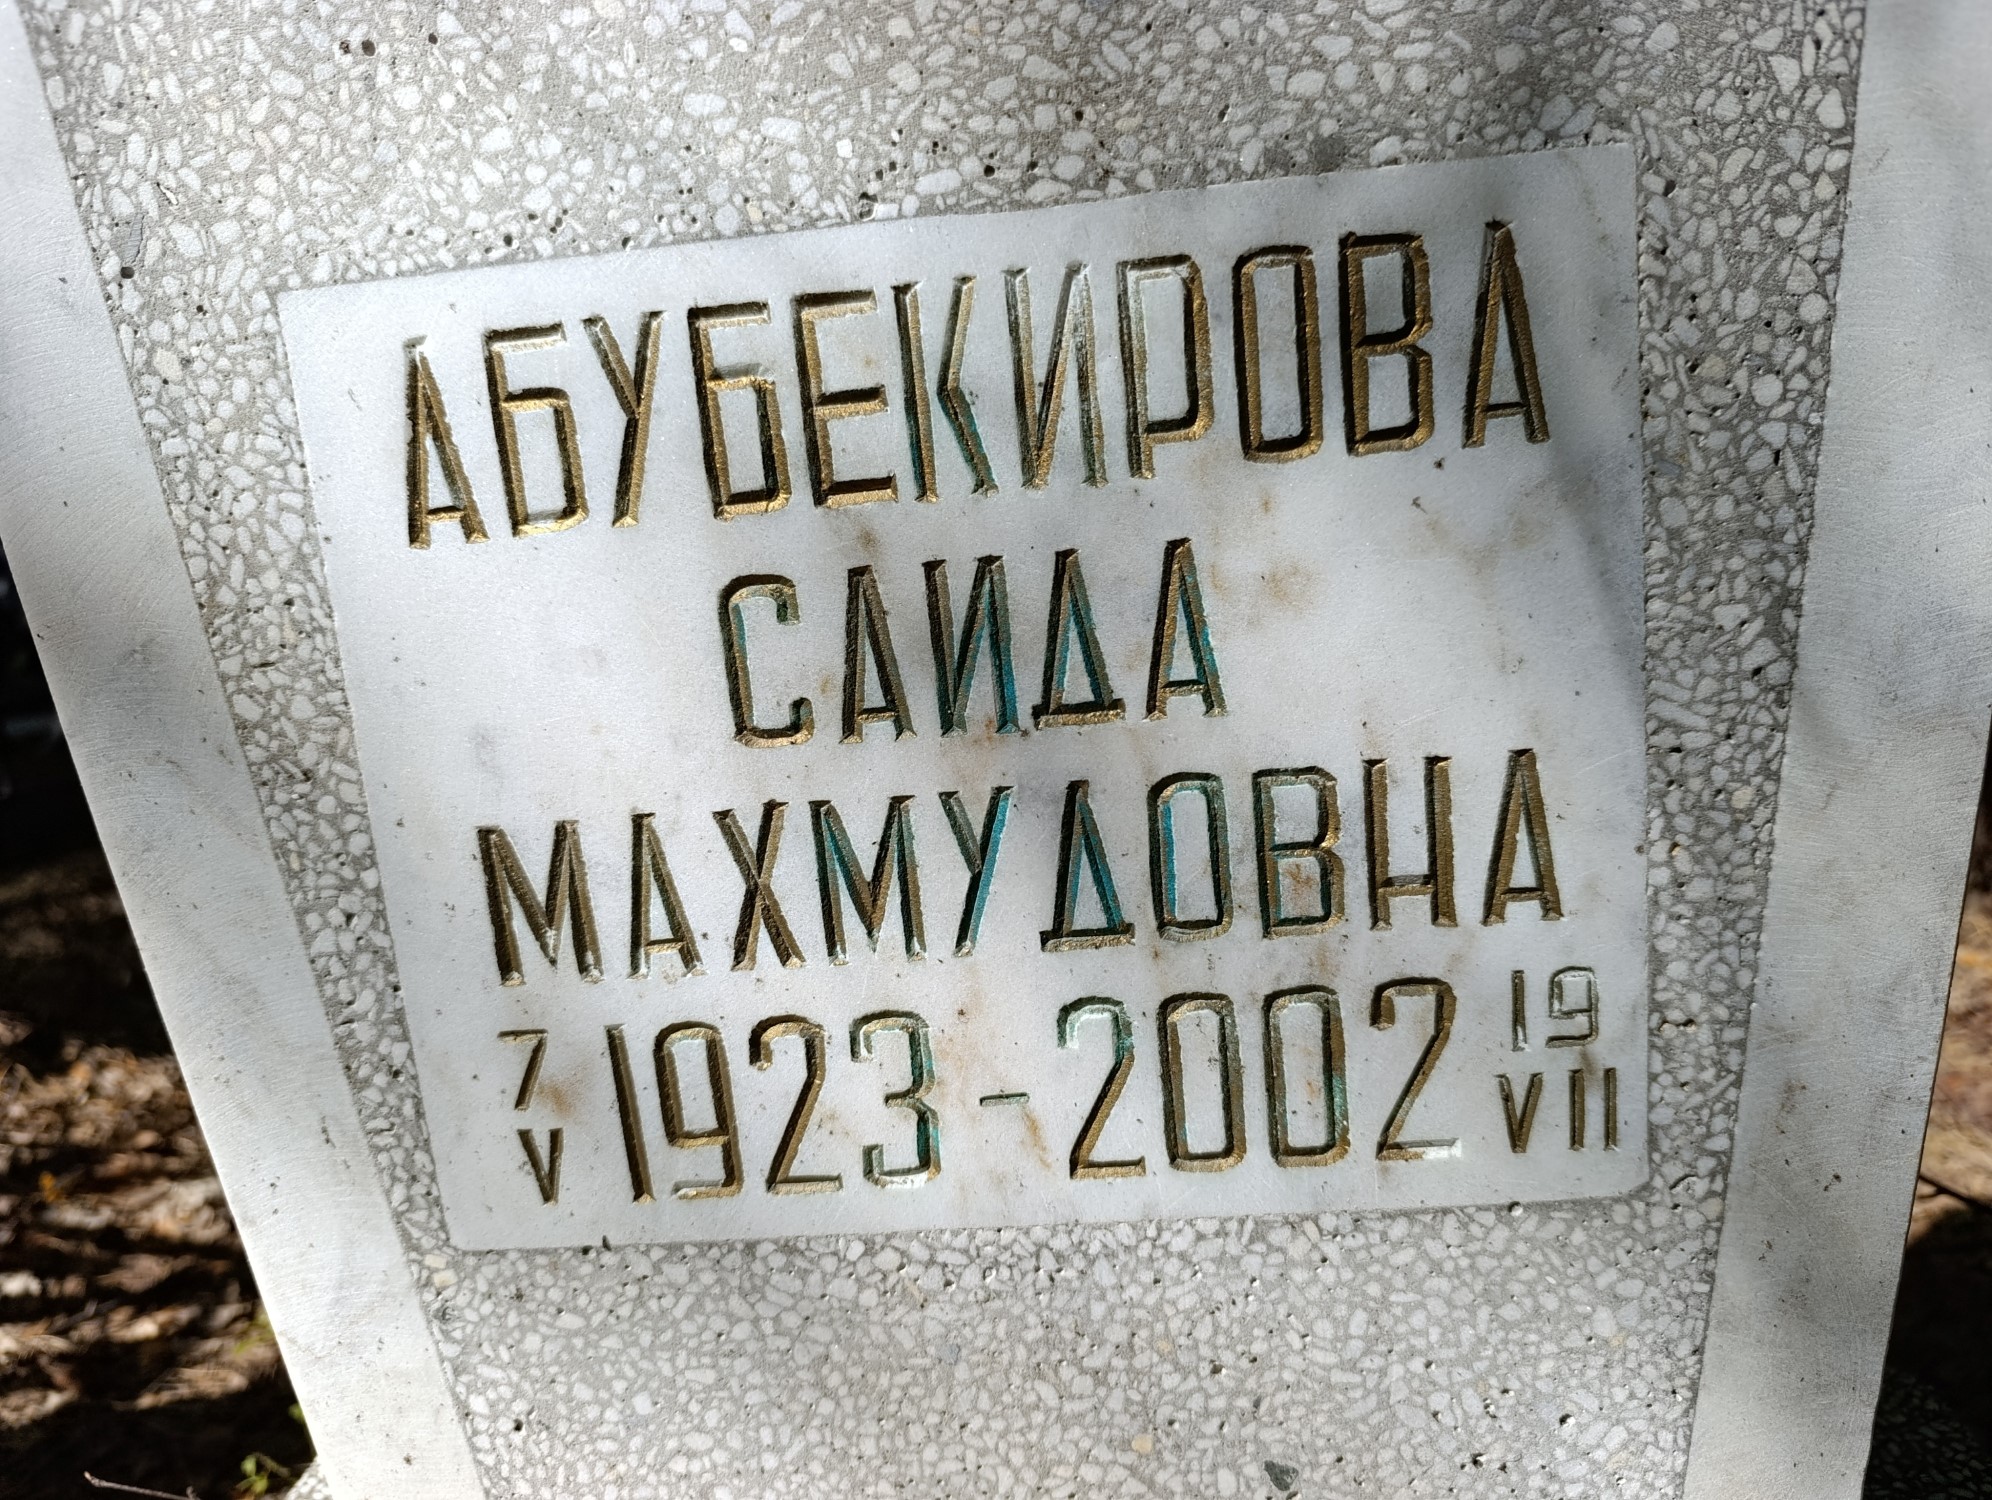 АБУБЕКИРОВА
САИДА
МАХМУДОВНА
7/V 1923 - 2002 19/VII